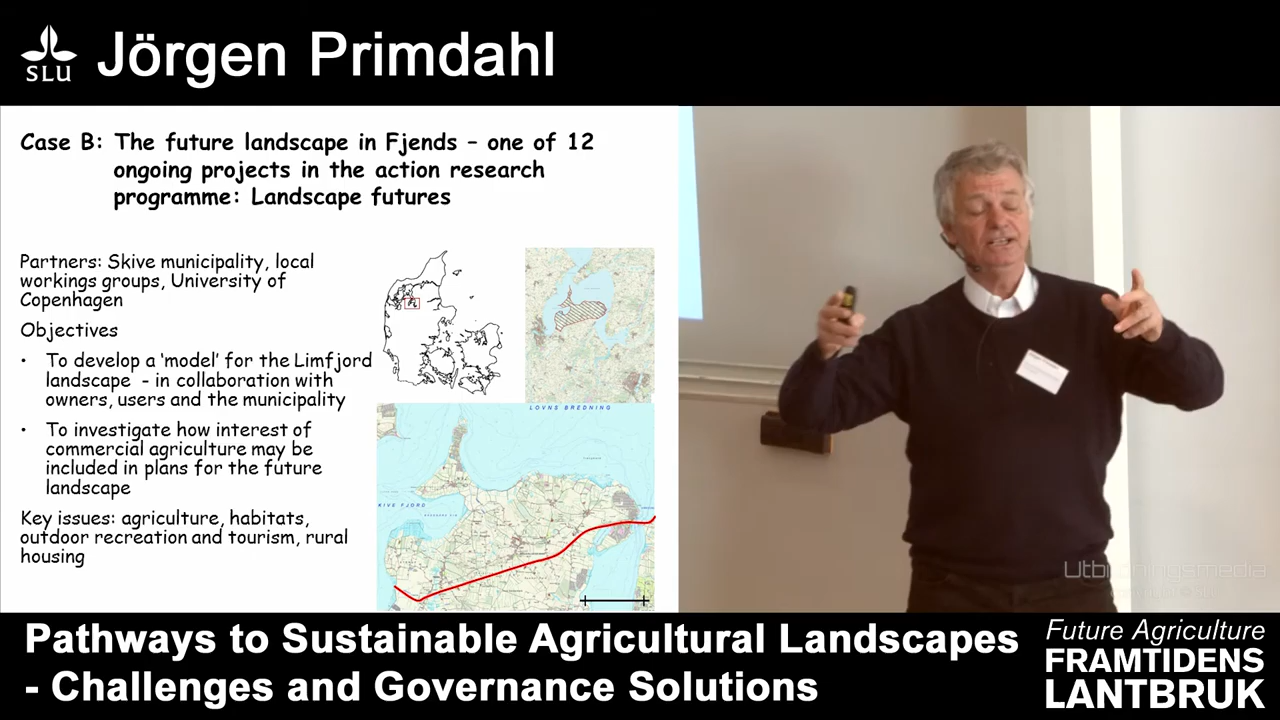 SLU
Jörgen Primdahl
Case B: The future landscape in Fjends – one of 12
ongoing projects in the action research
programme: Landscape futures
Partners: Skive municipality, local
workings groups, University of
Copenhagen
Objectives
• To develop a ‘model’ for the Limfjord
landscape - in collaboration with
owners, users and the municipality
• To investigate how interest of
commercial agriculture may be
included in plans for the future
landscape
Key issues: agriculture, habitats,
outdoor recreation and tourism, rural
housing
LOVNS BREDNING
KIVE FJORD
Pathways to Sustainable Agricultural Landscapes
- Challenges and Governance Solutions
Future Agriculture
FRAMTIDENS
LANTBRUK